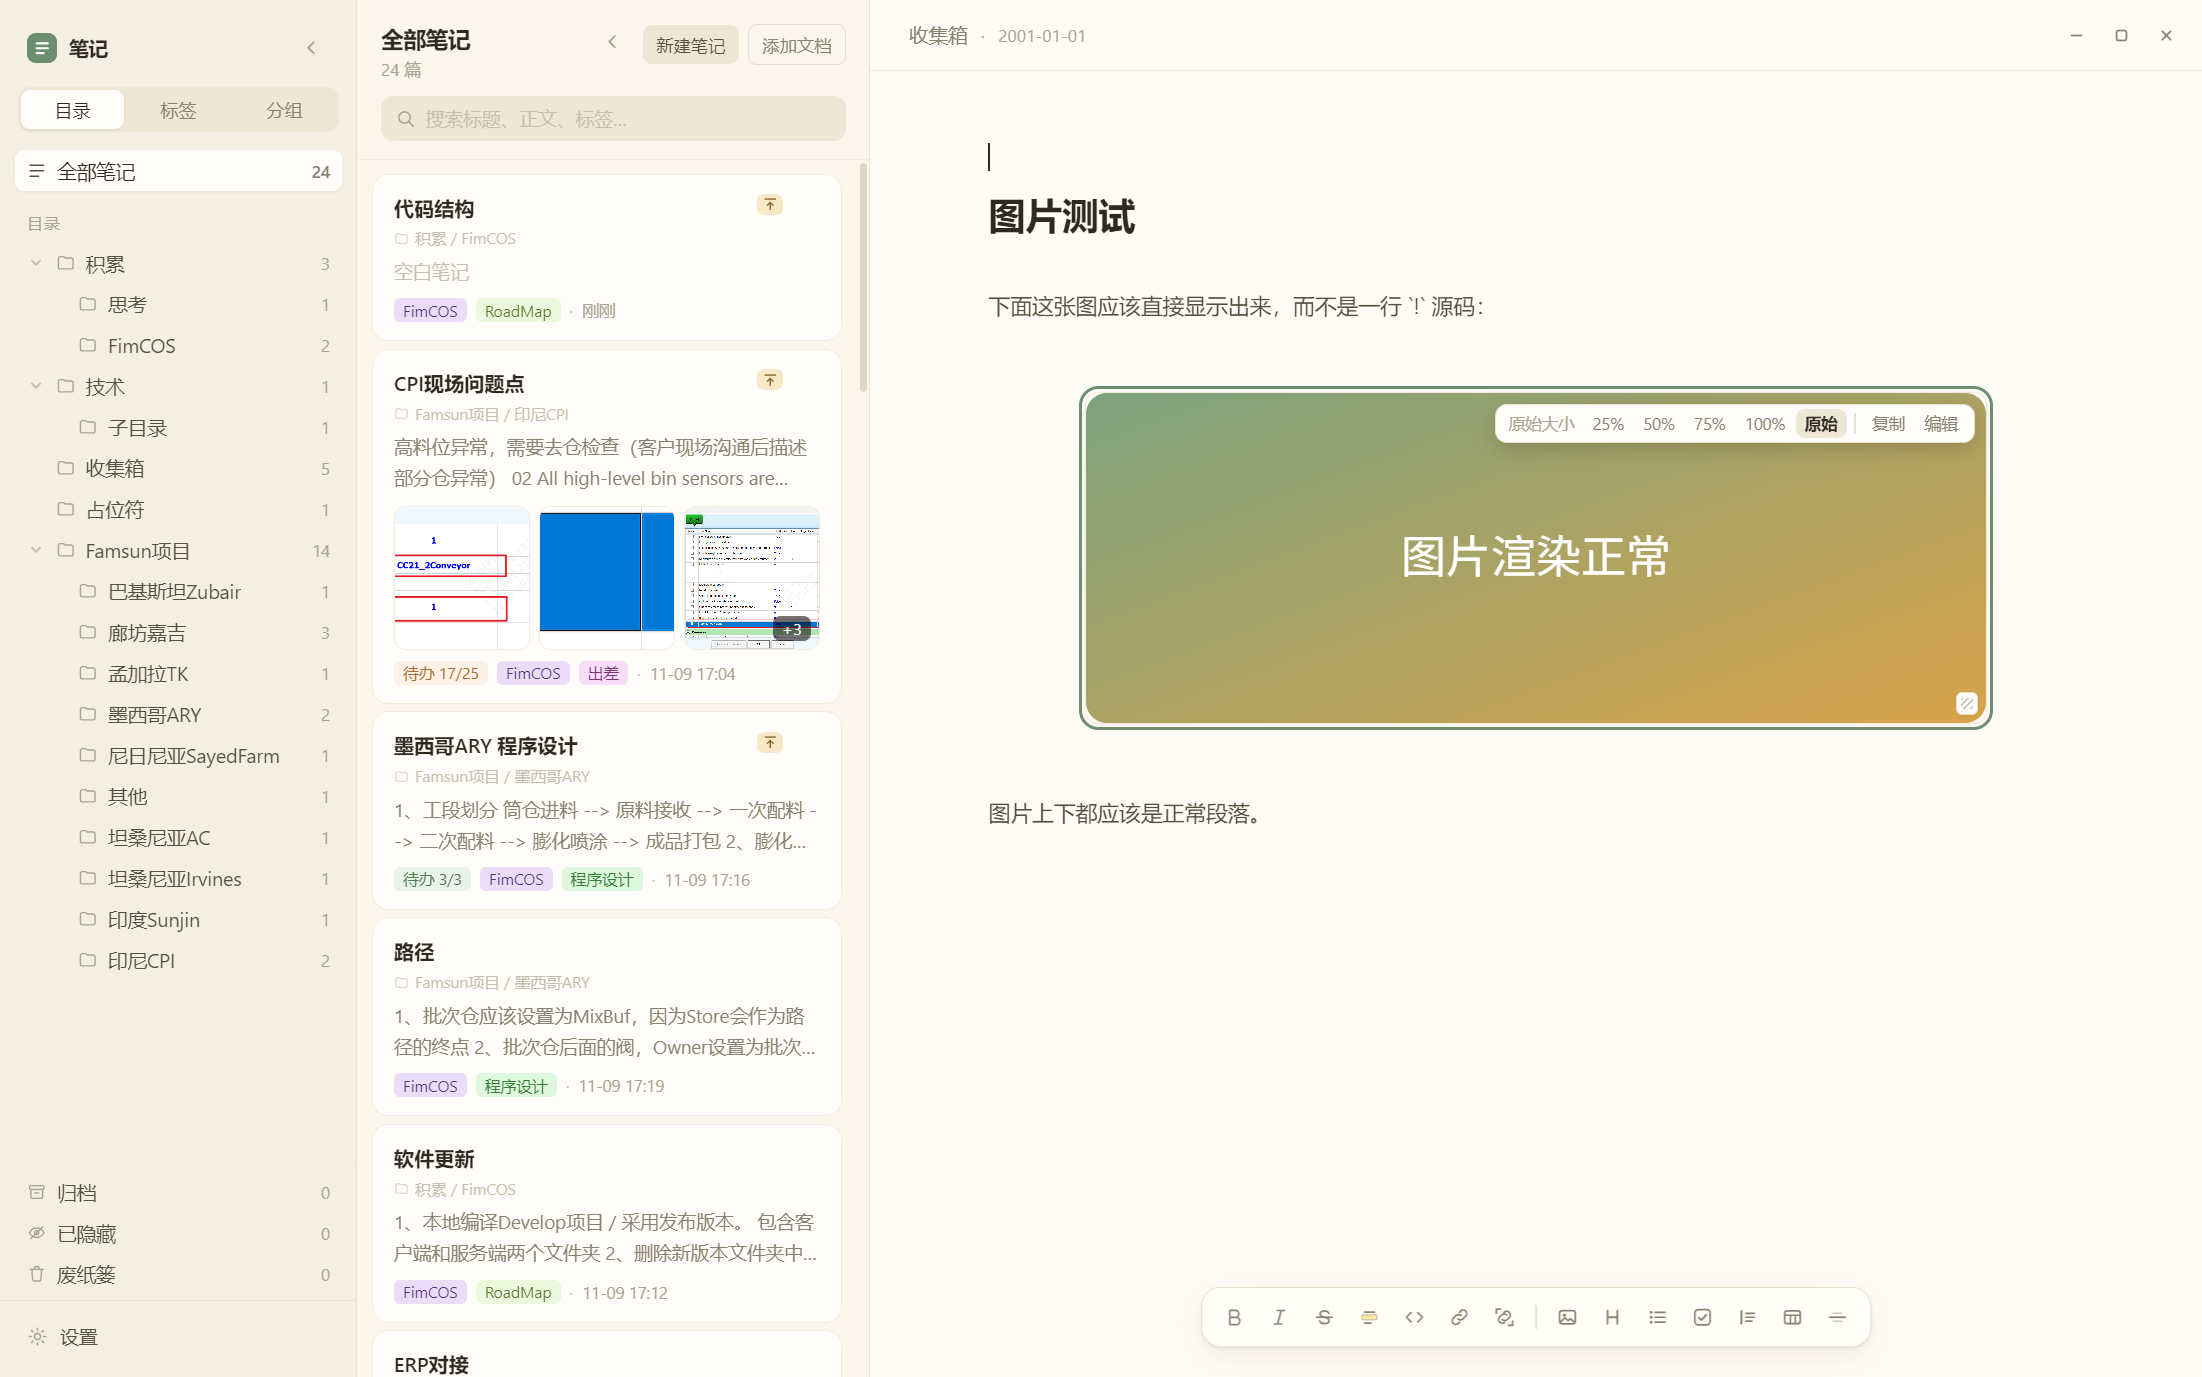 笔记
目录
标签
分组
全部笔记
24
目录
积累
3
思考
1
FimCOS
2
技术
1
子目录
1
收集箱
5
占位符
1
Famsun项目
14
巴基斯坦Zubair
1
廊坊嘉吉
3
孟加拉TK
1
墨西哥ARY
2
尼日尼亚SayedFarm
1
其他
1
坦桑尼亚AC
1
坦桑尼亚Irvines
1
印度Sunjin
1
印尼CPI
2
归档
0
已隐藏
0
废纸篓
0
设置
全部笔记
24 篇
新建笔记
添加文档
搜索标题、正文、标签...
代码结构
积累 / FimCOS
空白笔记
FimCOS RoadMap · 刚刚
CPI现场问题点
Famsun项目 / 印尼CPI
高料位异常，需要去仓检查（客户现场沟通后描述
部分仓异常） 02 All high-level bin sensors are...
1
CC21_2Conveyor
1
+3
待办 17/25 FimCOS 出差 · 11-09 17:04
墨西哥ARY 程序设计
Famsun项目 / 墨西哥ARY
1、工段划分 筒仓进料 --> 原料接收 --> 一次配料 -
-> 二次配料 --> 膨化喷涂 --> 成品打包 2、膨化...
待办 3/3 FimCOS 程序设计 · 11-09 17:16
路径
Famsun项目 / 墨西哥ARY
1、批次仓应该设置为MixBuf，因为Store会作为路
径的终点 2、批次仓后面的阀，Owner设置为批次...
FimCOS 程序设计 · 11-09 17:19
软件更新
积累 / FimCOS
1、本地编译Develop项目 / 采用发布版本。 包含客
户端和服务端两个文件夹 2、删除新版本文件夹中...
FimCOS RoadMap · 11-09 17:12
ERP对接
收集箱 · 2001-01-01
图片测试
下面这张图应该直接显示出来，而不是一行 `!` 源码：
原始大小 25% 50% 75% 100% 原始 复制 编辑
图片渲染正常
图片上下都应该是正常段落。